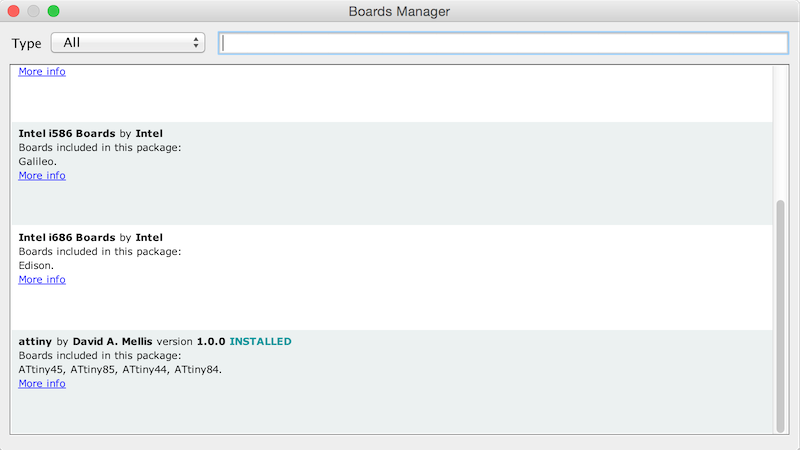 Boards Manager
Type All
More info
Intel i586 Boards by Intel
Boards included in this package:
Galileo.
More info
Intel i686 Boards by Intel
Boards included in this package:
Edison.
More info
attiny by David A. Mellis version 1.0.0 INSTALLED
Boards included in this package:
ATtiny45, ATtiny85, ATtiny44, ATtiny84.
More info